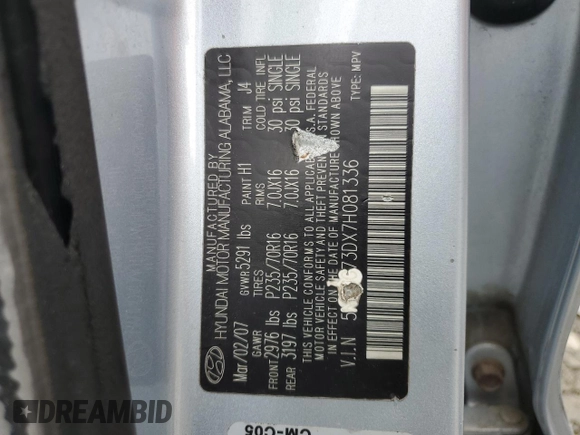 MANUFACTURED BY
HYUNDAI MOTOR MANUFACTURING ALABAMA, LLC
Mar/02/07 GVWR 5291 lbs PAINT H1 TRIM J4
GAWR TIRES RIMS COLD TIRE INFL
FRONT 2976 lbs P235/70R16 7.0JX16 30 psi SINGLE
REAR 3197 lbs P235/70R16 7.0JX16 30 psi SINGLE
THIS VEHICLE CONFORMS TO ALL APPLICABLE U.S.A. FEDERAL
MOTOR VEHICLE SAFETY AND THEFT PREVENTION STANDARDS
IN EFFECT ON THE DATE OF MANUFACTURE SHOWN ABOVE
V.I.N 73DX7H081336 TYPE: MPV
CM-C05
DREAMBID